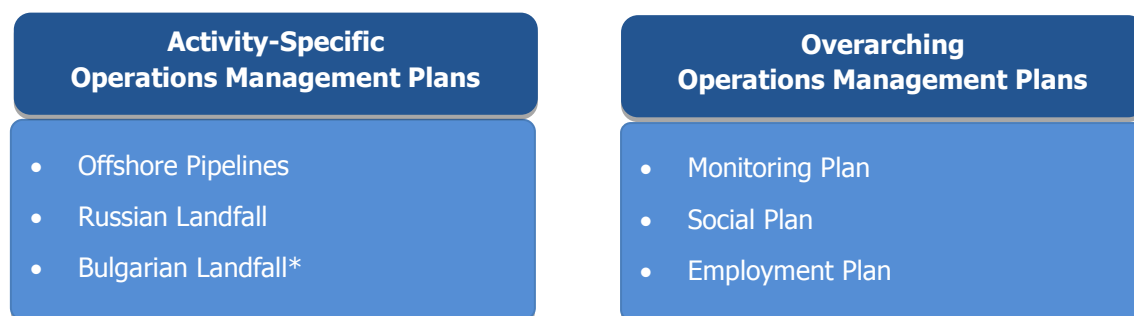 Activity-Specific
Operations Management Plans
• Offshore Pipelines
• Russian Landfall
• Bulgarian Landfall*
Overarching
Operations Management Plans
• Monitoring Plan
• Social Plan
• Employment Plan